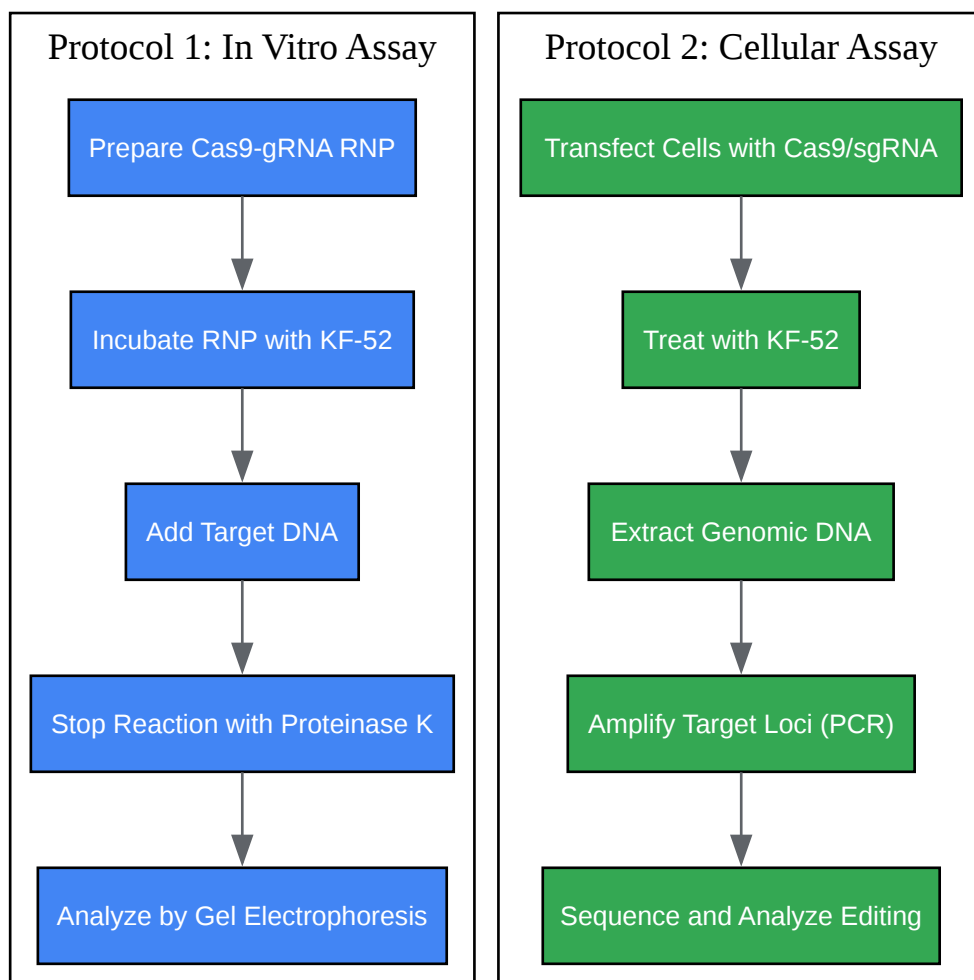 Protocol 1: In Vitro Assay
Prepare Cas9-gRNA RNP
Incubate RNP with KF-52
Add Target DNA
Stop Reaction with Proteinase K
Analyze by Gel Electrophoresis
Protocol 2: Cellular Assay
Transfect Cells with Cas9/sgRNA
Treat with KF-52
Extract Genomic DNA
Amplify Target Loci (PCR)
Sequence and Analyze Editing